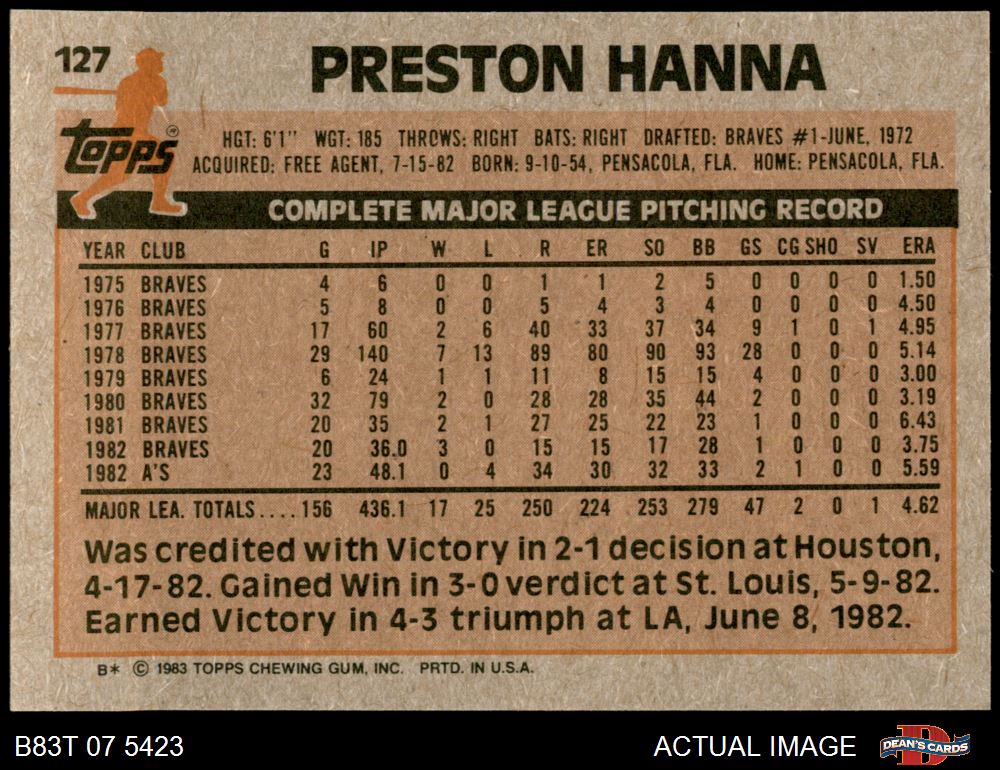 127 PRESTON HANNA
topps®
HGT: 6'1" WGT: 185 THROWS: RIGHT BATS: RIGHT DRAFTED: BRAVES #1-JUNE, 1972
ACQUIRED: FREE AGENT, 7-15-82 BORN: 9-10-54, PENSACOLA, FLA. HOME: PENSACOLA, FLA.
COMPLETE MAJOR LEAGUE PITCHING RECORD
YEAR CLUB G IP W L R ER SO BB GS CG SHO SV ERA
1975 BRAVES 4 6 0 0 1 1 2 5 0 0 0 0 1.50
1976 BRAVES 5 8 0 0 5 4 3 4 0 0 0 0 4.50
1977 BRAVES 17 60 2 6 40 33 37 34 9 1 0 1 4.95
1978 BRAVES 29 140 7 13 89 80 90 93 28 0 0 0 5.14
1979 BRAVES 6 24 1 1 11 8 15 15 4 0 0 0 3.00
1980 BRAVES 32 79 2 0 28 28 35 44 2 0 0 0 3.19
1981 BRAVES 20 35 2 1 27 25 22 23 1 0 0 0 6.43
1982 BRAVES 20 36.0 3 0 15 15 17 28 1 0 0 0 3.75
1982 A'S 23 48.1 0 4 34 30 32 33 2 1 0 0 5.59
MAJOR LEA. TOTALS....156 436.1 17 25 250 224 253 279 47 2 0 1 4.62
Was credited with Victory in 2-1 decision at Houston,
4-17-82. Gained Win in 3-0 verdict at St. Louis, 5-9-82.
Earned Victory in 4-3 triumph at LA, June 8, 1982.
B* © 1983 TOPPS CHEWING GUM, INC. PRTD. IN U.S.A.
B83T 07 5423 ACTUAL IMAGE D DEAN'S CARDS